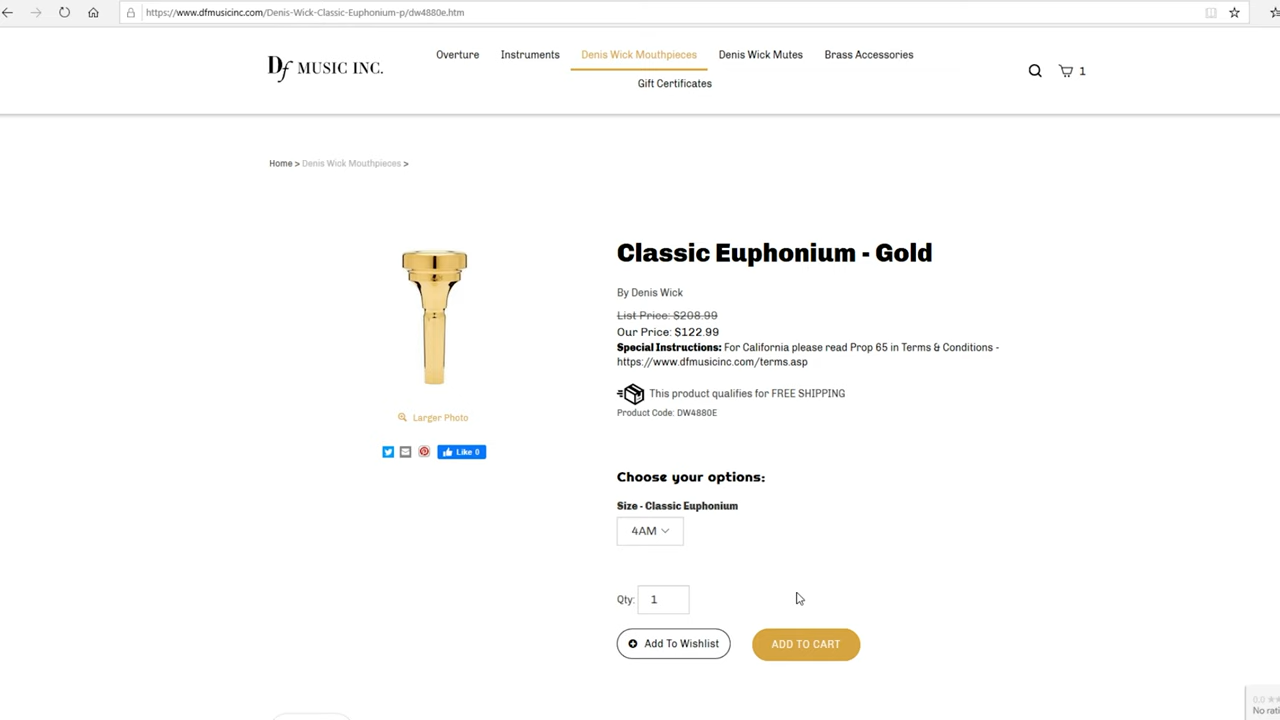 https://www.dfmusicinc.com/Denis-Wick-Classic-Euphonium-p/dw4880e.htm
Df MUSIC INC.
Overture Instruments Denis Wick Mouthpieces Denis Wick Mutes Brass Accessories
Gift Certificates
1
Home > Denis Wick Mouthpieces >
Classic Euphonium - Gold
By Denis Wick
List Price: $208.99
Our Price: $122.99
Special Instructions: For California please read Prop 65 in Terms & Conditions -
https://www.dfmusicinc.com/terms.asp
This product qualifies for FREE SHIPPING
Product Code: DW4880E
Larger Photo
Like 0
Choose your options:
Size - Classic Euphonium
4AM
Qty: 1
Add To Wishlist
ADD TO CART
0.0
No